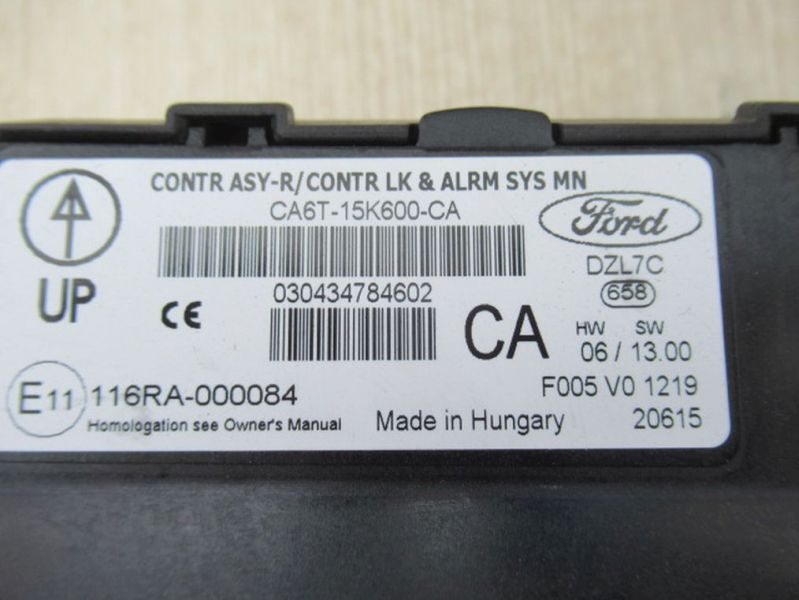 CONTR ASY-R/CONTR LK & ALRM SYS MN
CA6T-15K600-CA
Ford
DZL7C
658
UP
CE
030434784602
CA
HW SW
06 / 13.00
E11 116RA-000084
Homologation see Owner's Manual
Made in Hungary
F005 V0 1219
20615